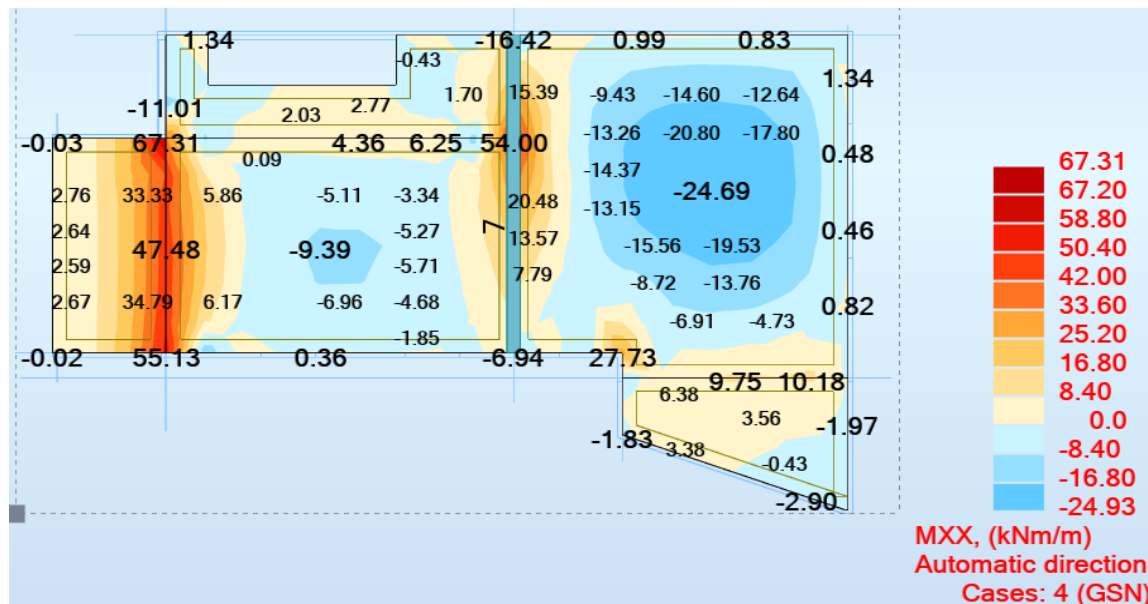 1.34 -16.42 0.99 0.83
-0.43
1.34
-11.01 2.03 2.77 1.70 15.39 -9.43 -14.60 -12.64
-0.03 67.31 4.36 6.25 54.00 -13.26 -20.80 -17.80
0.09 0.48
-14.37
2.76 33.33 5.86 -5.11 -3.34 20.48 -13.15 -24.69
2.64 -5.27 0.46
47.48 -9.39 7 13.57 -15.56 -19.53
2.59 -5.71 7.79
-8.72 -13.76
2.67 34.79 6.17 -6.96 -4.68 0.82
-6.91 -4.73
-1.85
-0.02 55.13 0.36 -6.94 27.73
9.75 10.18
6.38
3.56 -1.97
-1.83 3.38
-0.43
-2.90
67.31
67.20
58.80
50.40
42.00
33.60
25.20
16.80
8.40
0.0
-8.40
-16.80
-24.93
MXX, (kNm/m)
Automatic direction
Cases: 4 (GSN)